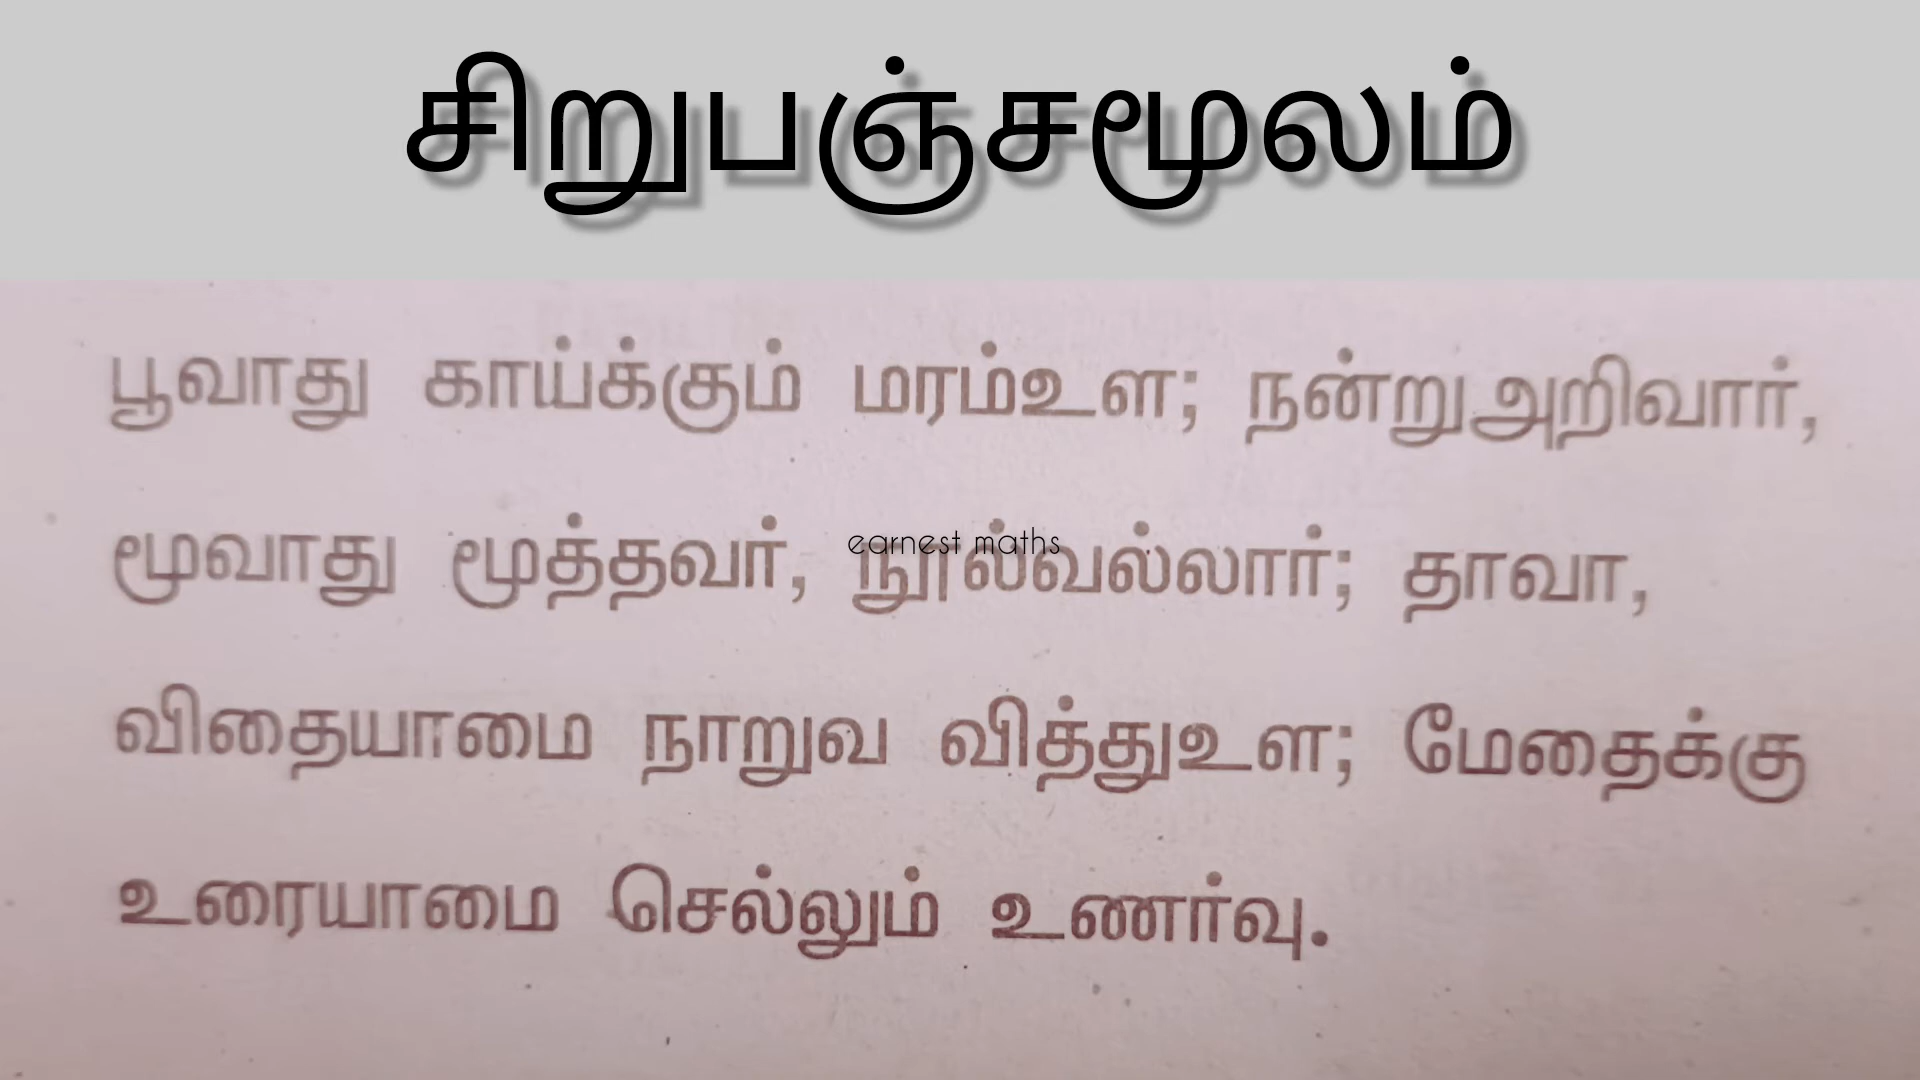 சிறுபஞ்சமூலம்
பூவாது காய்க்கும் மரம்உள; நன்றுஅறிவார்,
மூவாது மூத்தவர், நூல்வல்லார்; தாவா,
earnest maths
விதையாமை நாறுவ வித்துஉள; மேதைக்கு
உரையாமை செல்லும் உணர்வு.